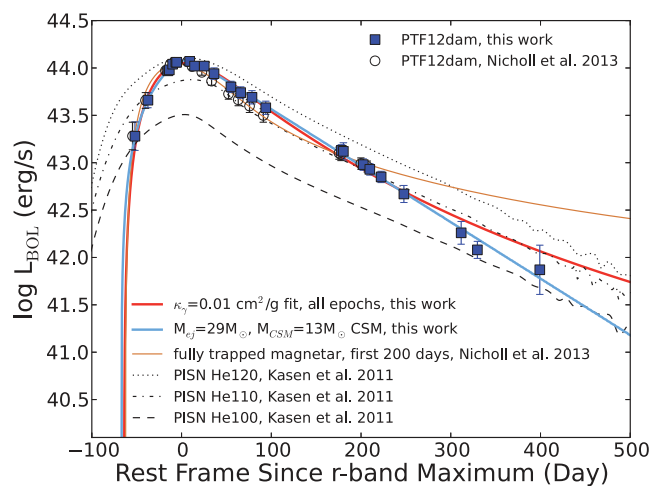 44.5
44.0
43.5
43.0
42.5
42.0
41.5
41.0
40.5
log L_BOL (erg/s)
PTF12dam, this work
PTF12dam, Nicholl et al. 2013
κ_γ=0.01 cm²/g fit, all epochs, this work
M_ej=29M_⊙, M_CSM=13M_⊙ CSM, this work
fully trapped magnetar, first 200 days, Nicholl et al. 2013
PISN He120, Kasen et al. 2011
PISN He110, Kasen et al. 2011
PISN He100, Kasen et al. 2011
−100 0 100 200 300 400 500
Rest Frame Since r-band Maximum (Day)